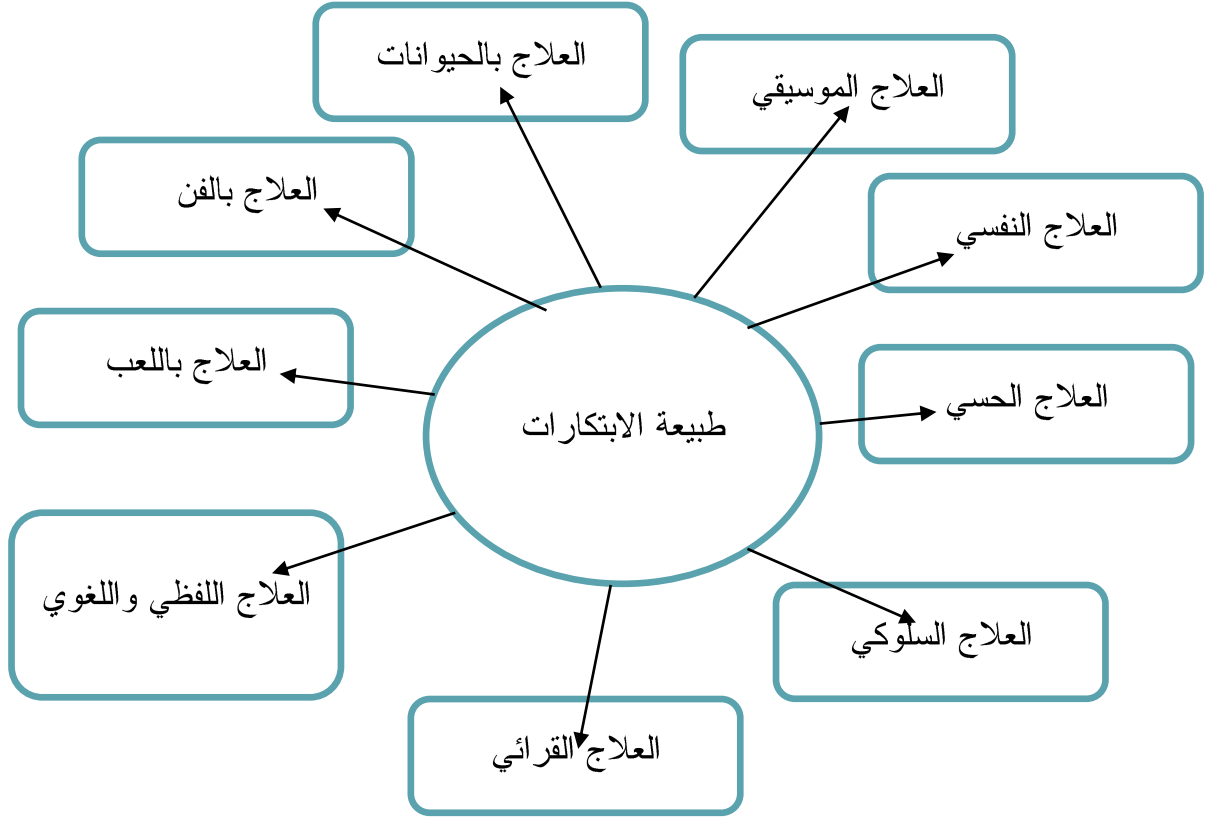 العلاج بالحيوانات
العلاج الموسيقي
العلاج بالفن
العلاج النفسي
العلاج باللعب
العلاج الحسي
طبيعة الابتكارات
العلاج اللفظي واللغوي
العلاج السلوكي
العلاج القرائي